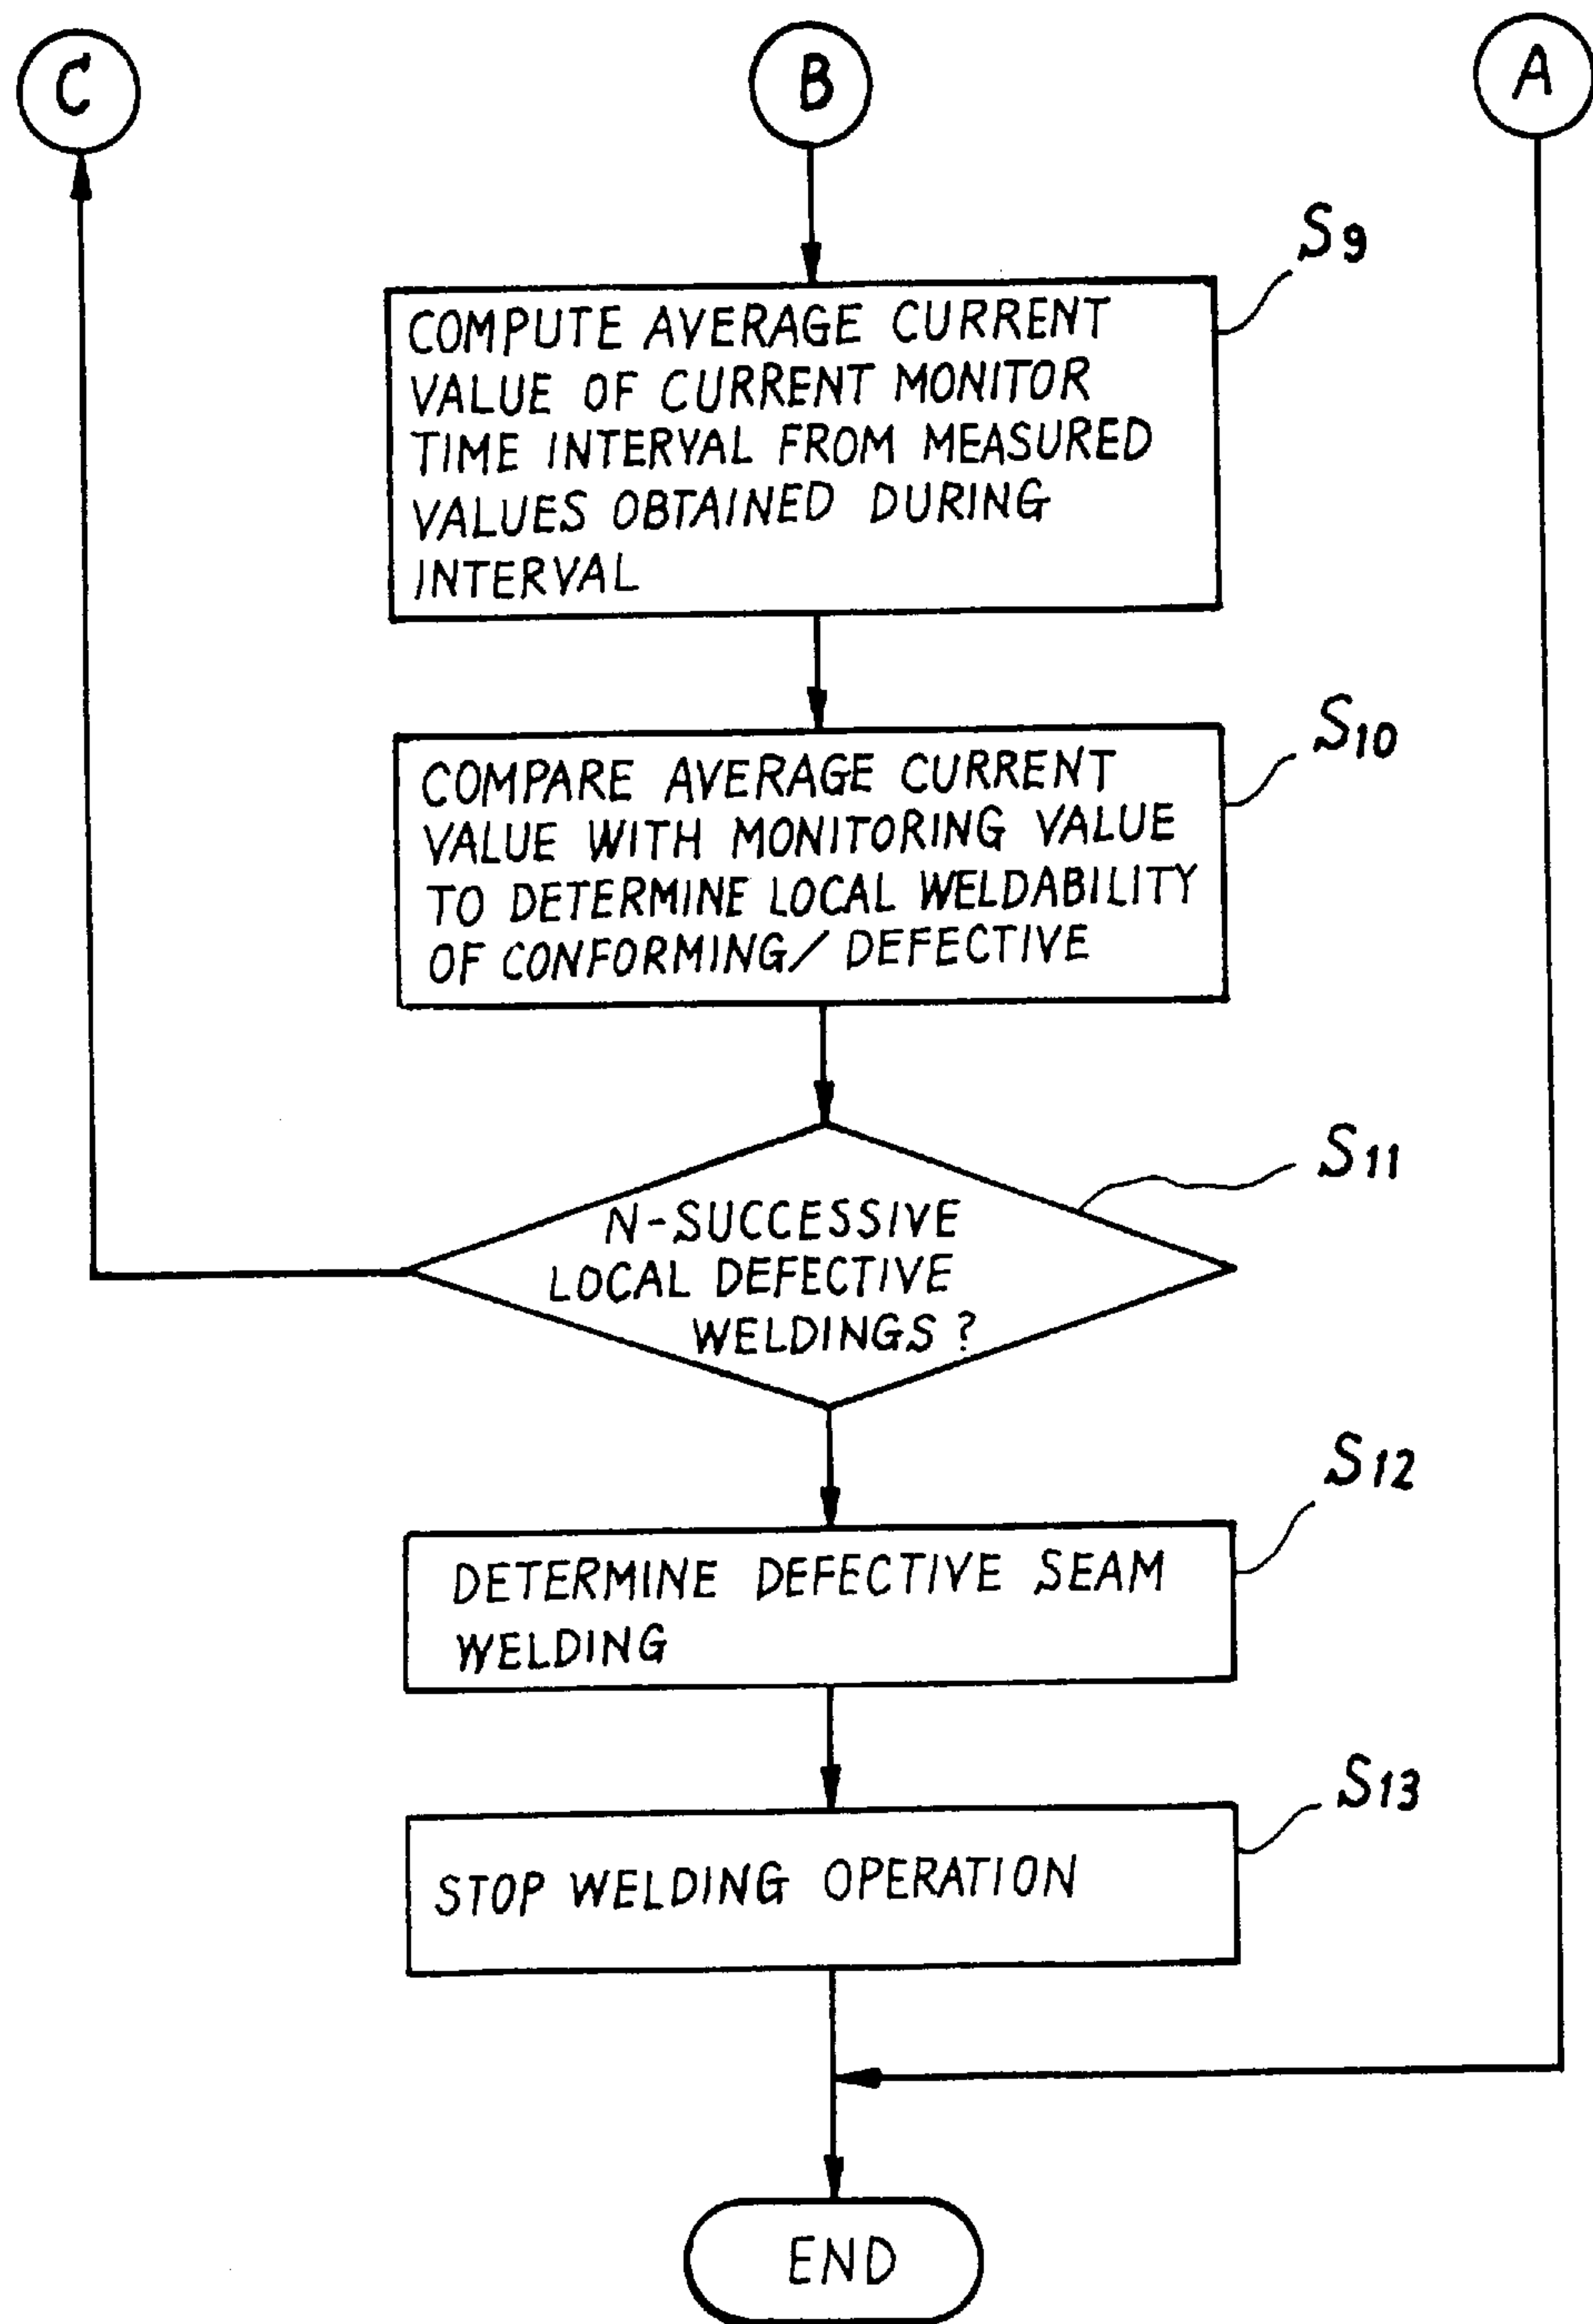 C
B
A
S9
COMPUTE AVERAGE CURRENT
VALUE OF CURRENT MONITOR
TIME INTERVAL FROM MEASURED
VALUES OBTAINED DURING
INTERVAL
S10
COMPARE AVERAGE CURRENT
VALUE WITH MONITORING VALUE
TO DETERMINE LOCAL WELDABILITY
OF CONFORMING/ DEFECTIVE
S11
N-SUCCESSIVE
LOCAL DEFECTIVE
WELDINGS ?
S12
DETERMINE DEFECTIVE SEAM
WELDING
S13
STOP WELDING OPERATION
END